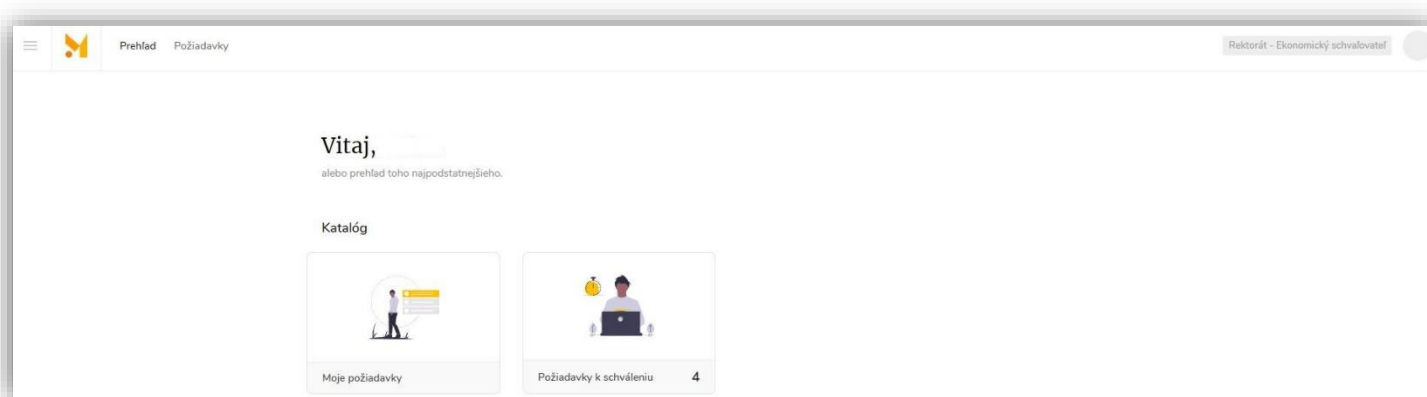 Prehľad Požiadavky Rektorát - Ekonomický schvaľovateľ
Vitaj,
alebo prehľad toho najpodstatnejšieho.
Katalóg
Moje požiadavky Požiadavky k schváleniu 4